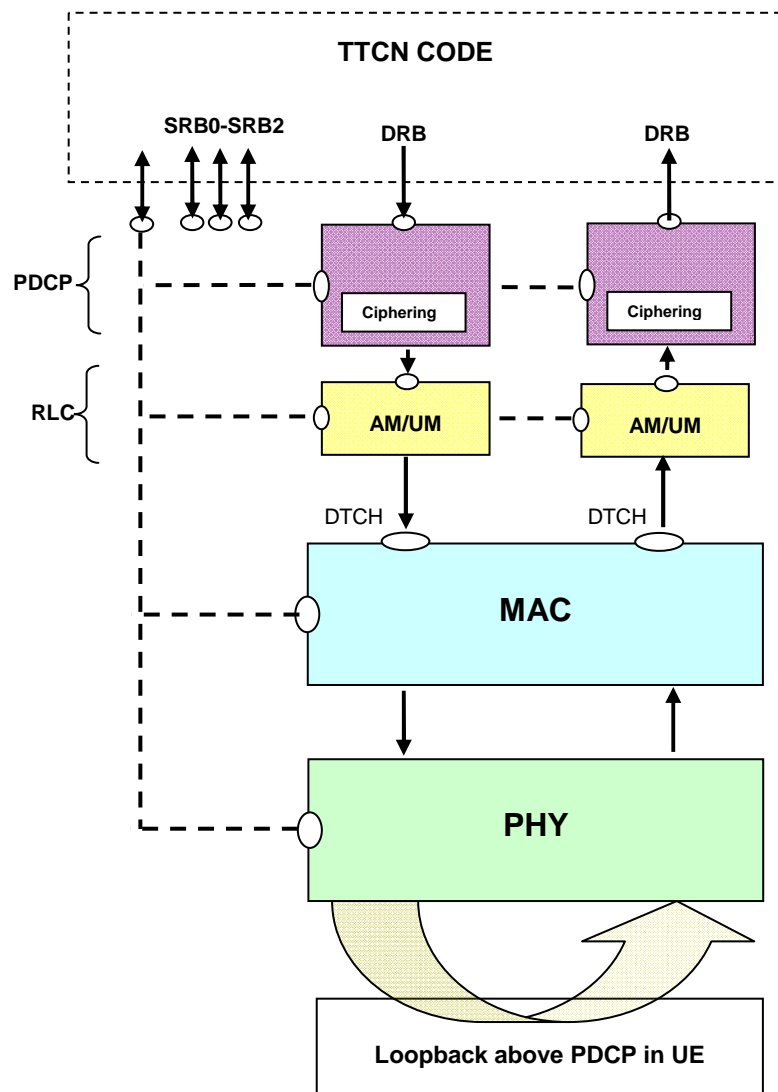 TTCN CODE
SRB0-SRB2
DRB
DRB
PDCP
Ciphering
Ciphering
RLC
AM/UM
AM/UM
DTCH
DTCH
MAC
PHY
Loopback above PDCP in UE